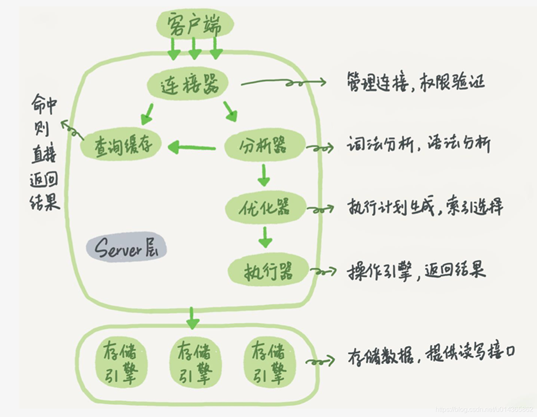 客户端
连接器
管理连接，权限验证
命中
则
直接
返回
结果
查询缓存
分析器
词法分析，语法分析
优化器
执行计划生成，索引选择
Server层
执行器
操作引擎，返回结果
存储
引擎
存储
引擎
存储
引擎
存储数据，提供读写接口